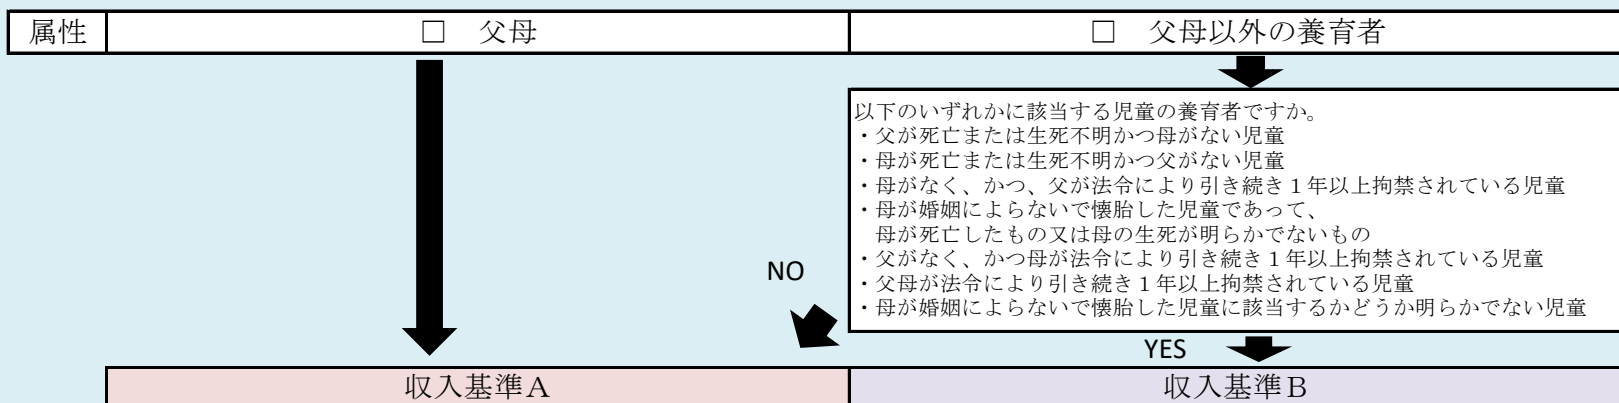 属性
□ 父母
□ 父母以外の養育者
以下のいずれかに該当する児童の養育者ですか。
・父が死亡または生死不明かつ母がない児童
・母が死亡または生死不明かつ父がない児童
・母がなく、かつ、父が法令により引き続き１年以上拘禁されている児童
・母が婚姻によらないで懐胎した児童であって、
母が死亡したもの又は母の生死が明らかでないもの
・父がなく、かつ母が法令により引き続き１年以上拘禁されている児童
・父母が法令により引き続き１年以上拘禁されている児童
・母が婚姻によらないで懐胎した児童に該当するかどうか明らかでない児童
NO
YES
収入基準Ａ
収入基準Ｂ